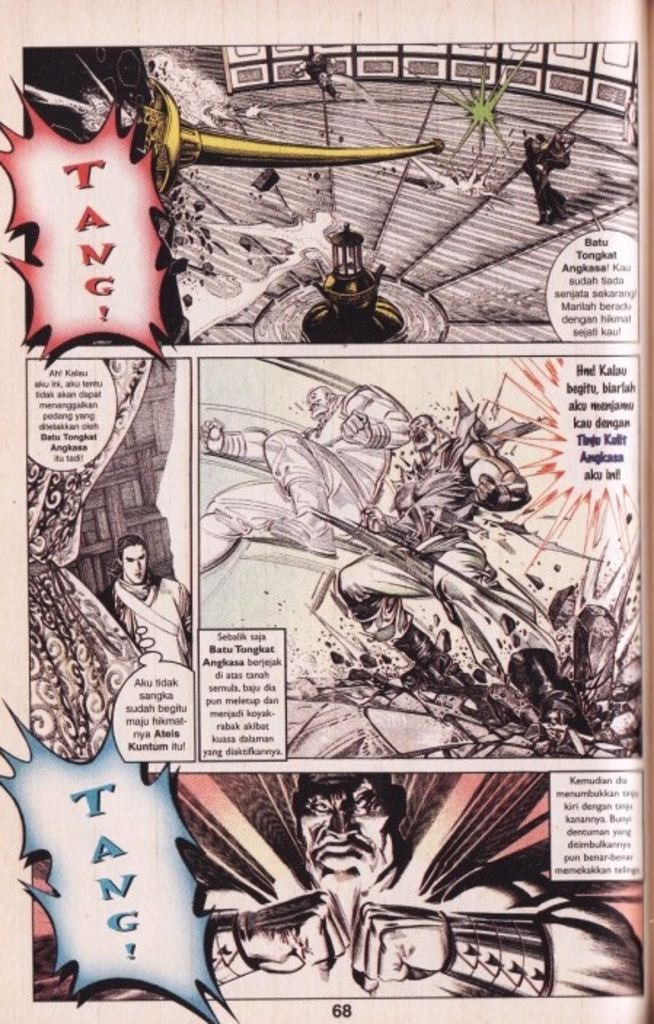 TANG!
Batu
Tongkat
Angkasa! Kau
sudah tiada
senjata sekarang!
Marilah beradu
dengan hikmat
sejati kau!
Ah! Kalau
aku ini, aku tentu
tidak akan dapat
menanggalkan
pedang yang
diletakkan oleh
Batu Tongkat
Angkasa
itu tadi!
Aku tidak
sangka
sudah begitu
maju hikmat-
nya Ateis
Kuntum itu!
Hm! Kalau
begitu, biarlah
aku menjamu
kau dengan
Tinju Kulit
Angkasa
aku ini!
Sebalik saja
Batu Tongkat
Angkasa berjejak
di atas tanah
semula, baju dia
pun meletup dan
menjadi koyak-
rabak akibat
kuasa dalaman
yang diaktifkannya.
TANG!
Kemudian dia
menumbukkan tinju
kiri dengan tinju
kanannya. Bunyi
dentuman yang
ditimbulkannya
pun benar-benar
memekakkan telinga
68